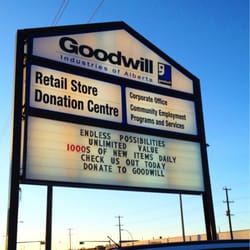 Goodwill
Industries of Alberta
Retail Store
Donation Centre
Corporate Office
Community Employment
Programs and Services
ENDLESS POSSIBILITIES
UNLIMITED VALUE
1000S OF NEW ITEMS DAILY
CHECK US OUT TODAY
DONATE TO GOODWILL